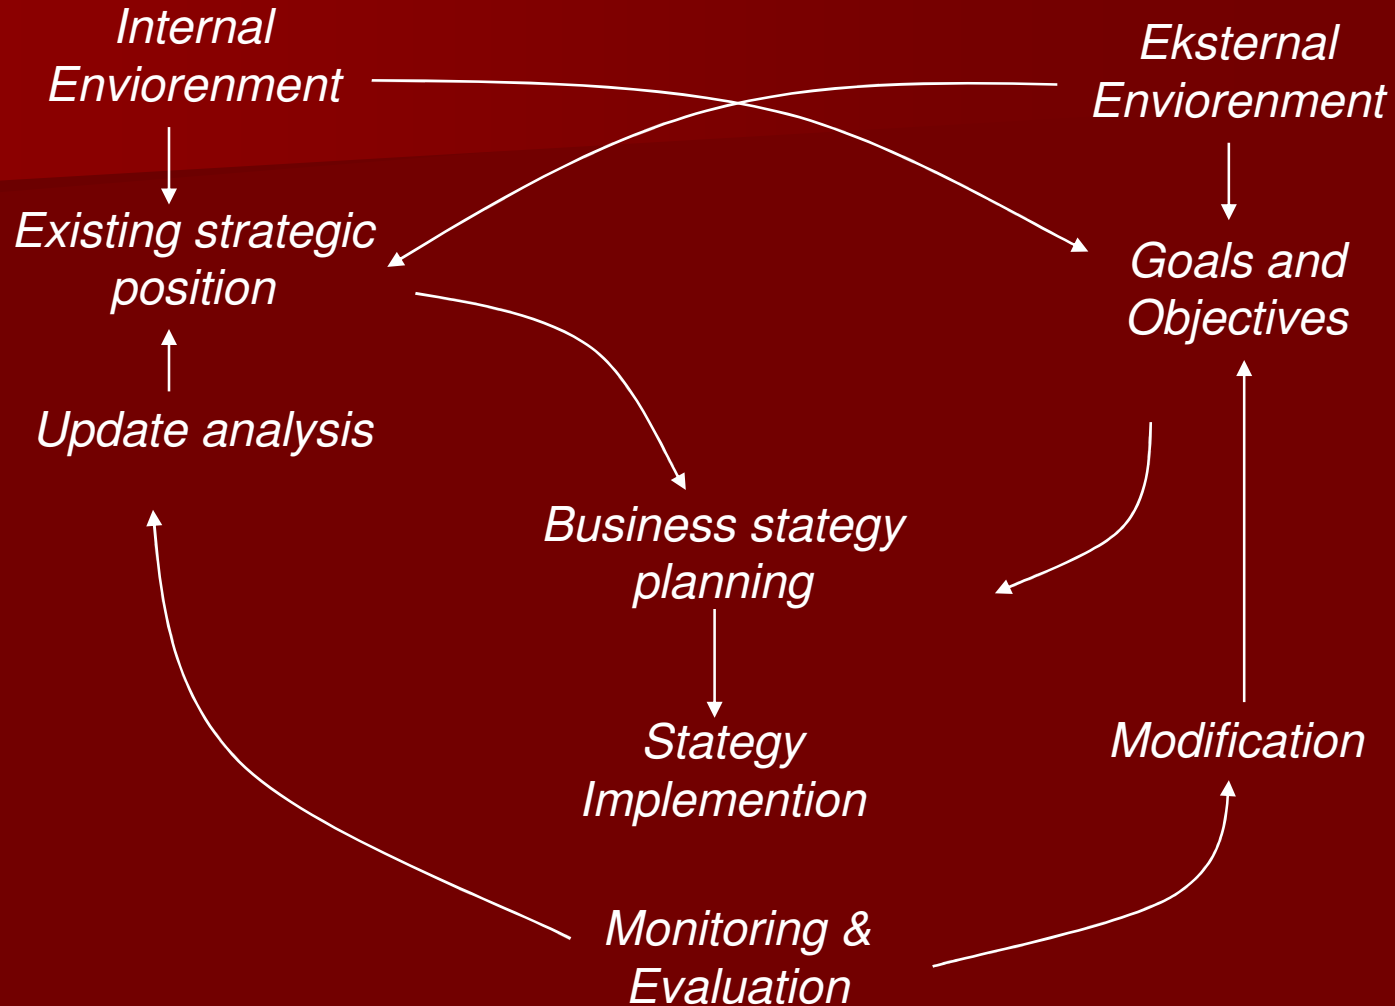 Internal
Enviorenment
Eksternal
Enviorenment
Existing strategic
position
Goals and
Objectives
Update analysis
Business stategy
planning
Stategy
Implemention
Modification
Monitoring &
Evaluation